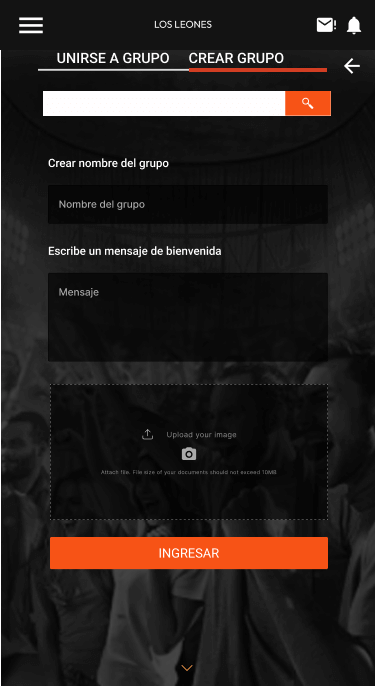 LOS LEONES
UNIRSE A GRUPO CREAR GRUPO
Crear nombre del grupo
Nombre del grupo
Escribe un mensaje de bienvenida
Mensaje
Upload your image
Attach file. File size of your documents should not exceed 10MB
INGRESAR